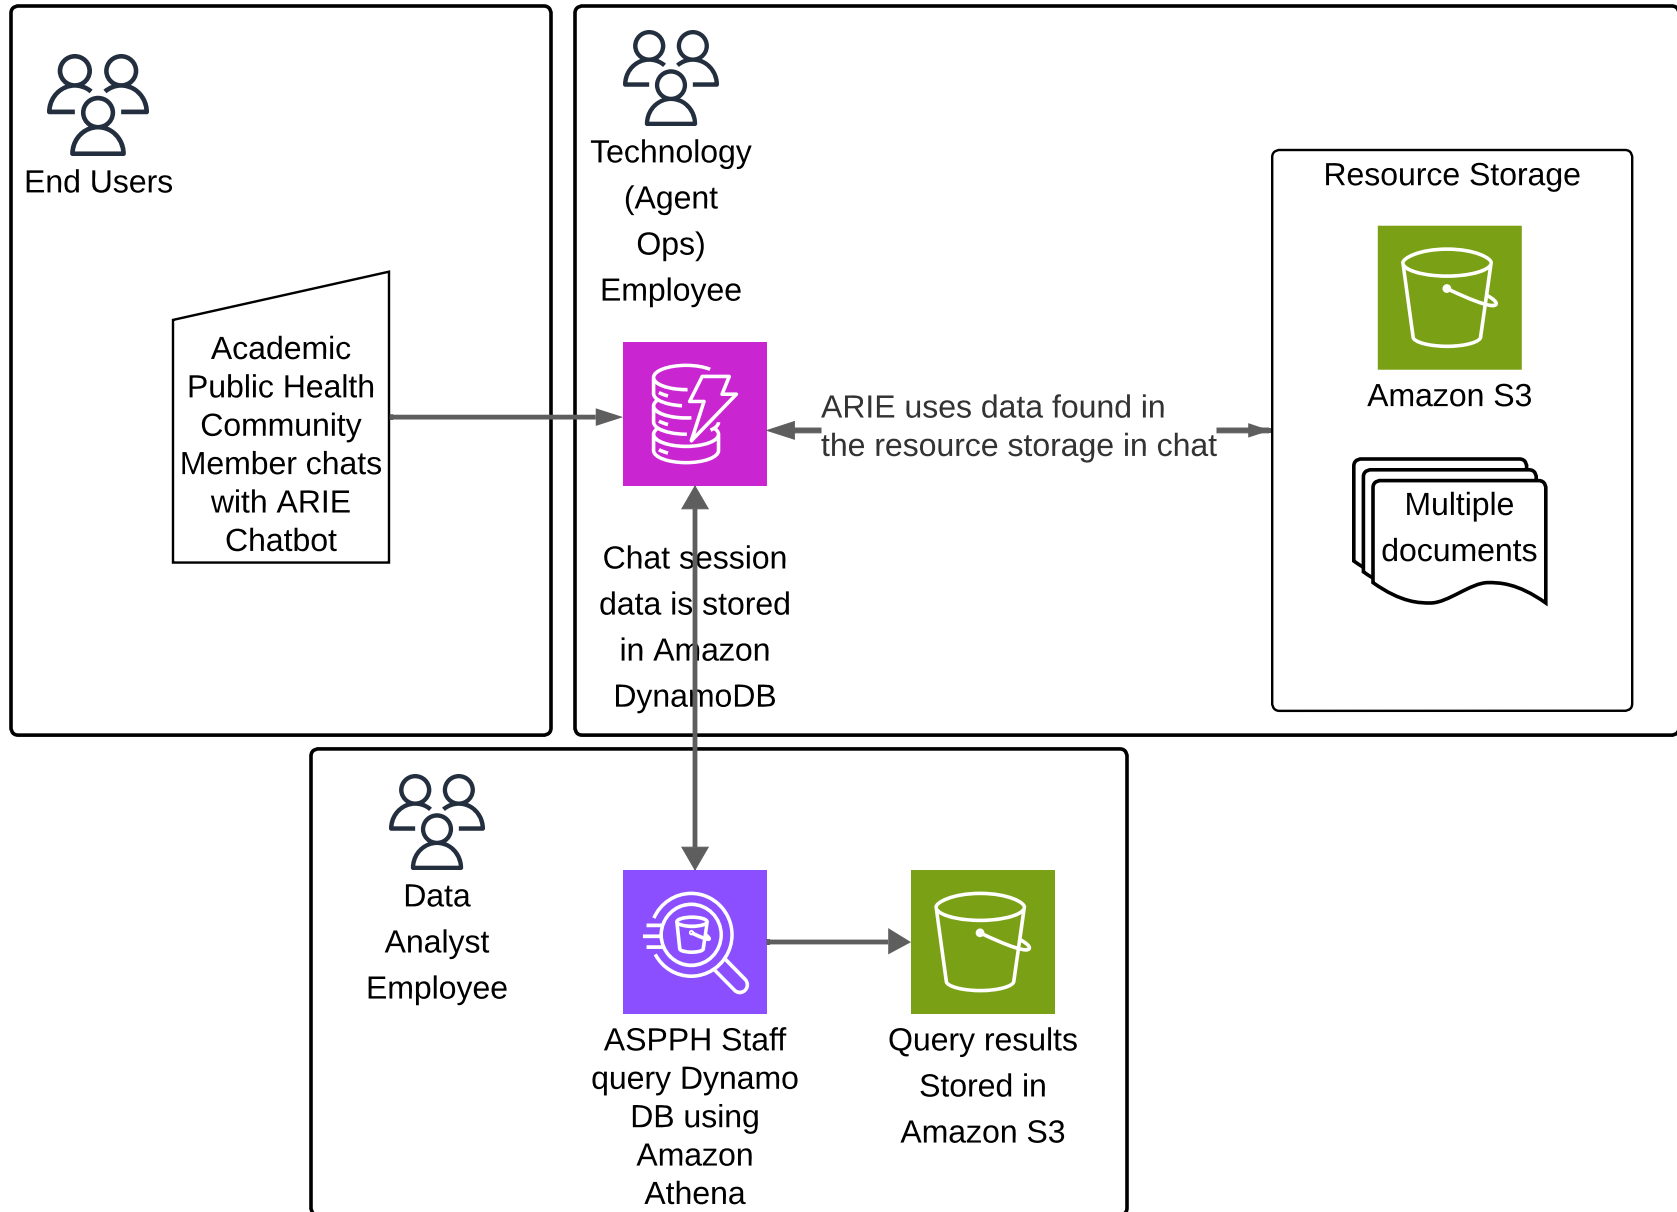 End Users
Academic
Public Health
Community
Member chats
with ARIE
Chatbot
Technology
(Agent
Ops)
Employee
Chat session
data is stored
in Amazon
DynamoDB
ARIE uses data found in
the resource storage in chat
Resource Storage
Amazon S3
Multiple
documents
Data
Analyst
Employee
ASPPH Staff
query Dynamo
DB using
Amazon
Athena
Query results
Stored in
Amazon S3